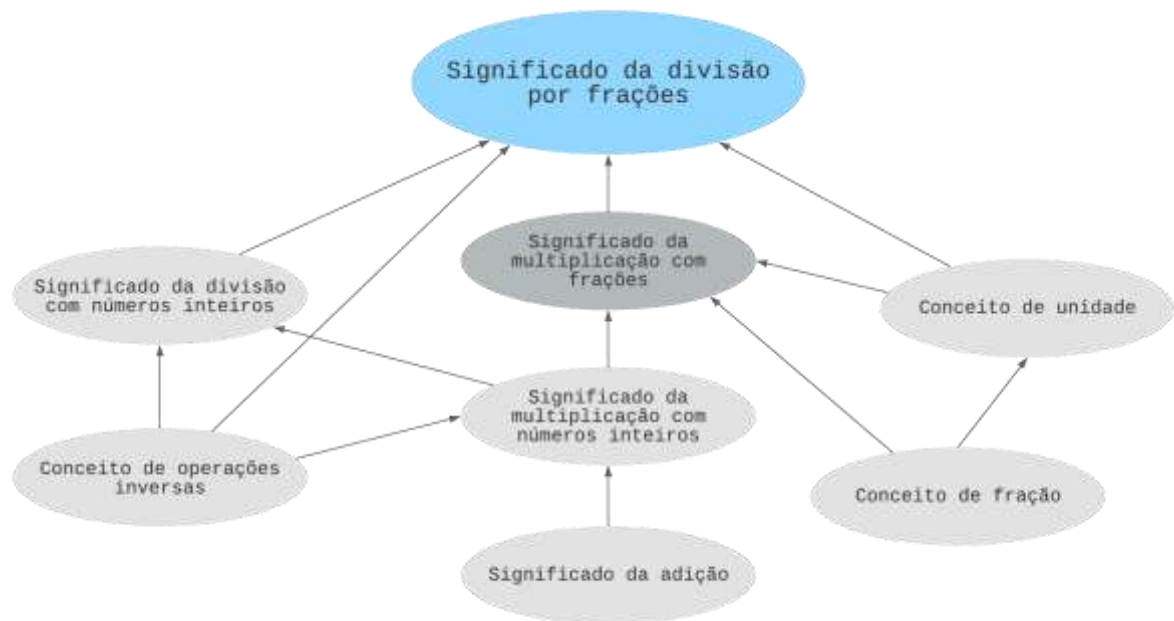 Significado da divisão
por frações
Significado da
multiplicação com
frações
Significado da divisão
com números inteiros
Conceito de unidade
Significado da
multiplicação com
números inteiros
Conceito de operações
inversas
Conceito de fração
Significado da adição